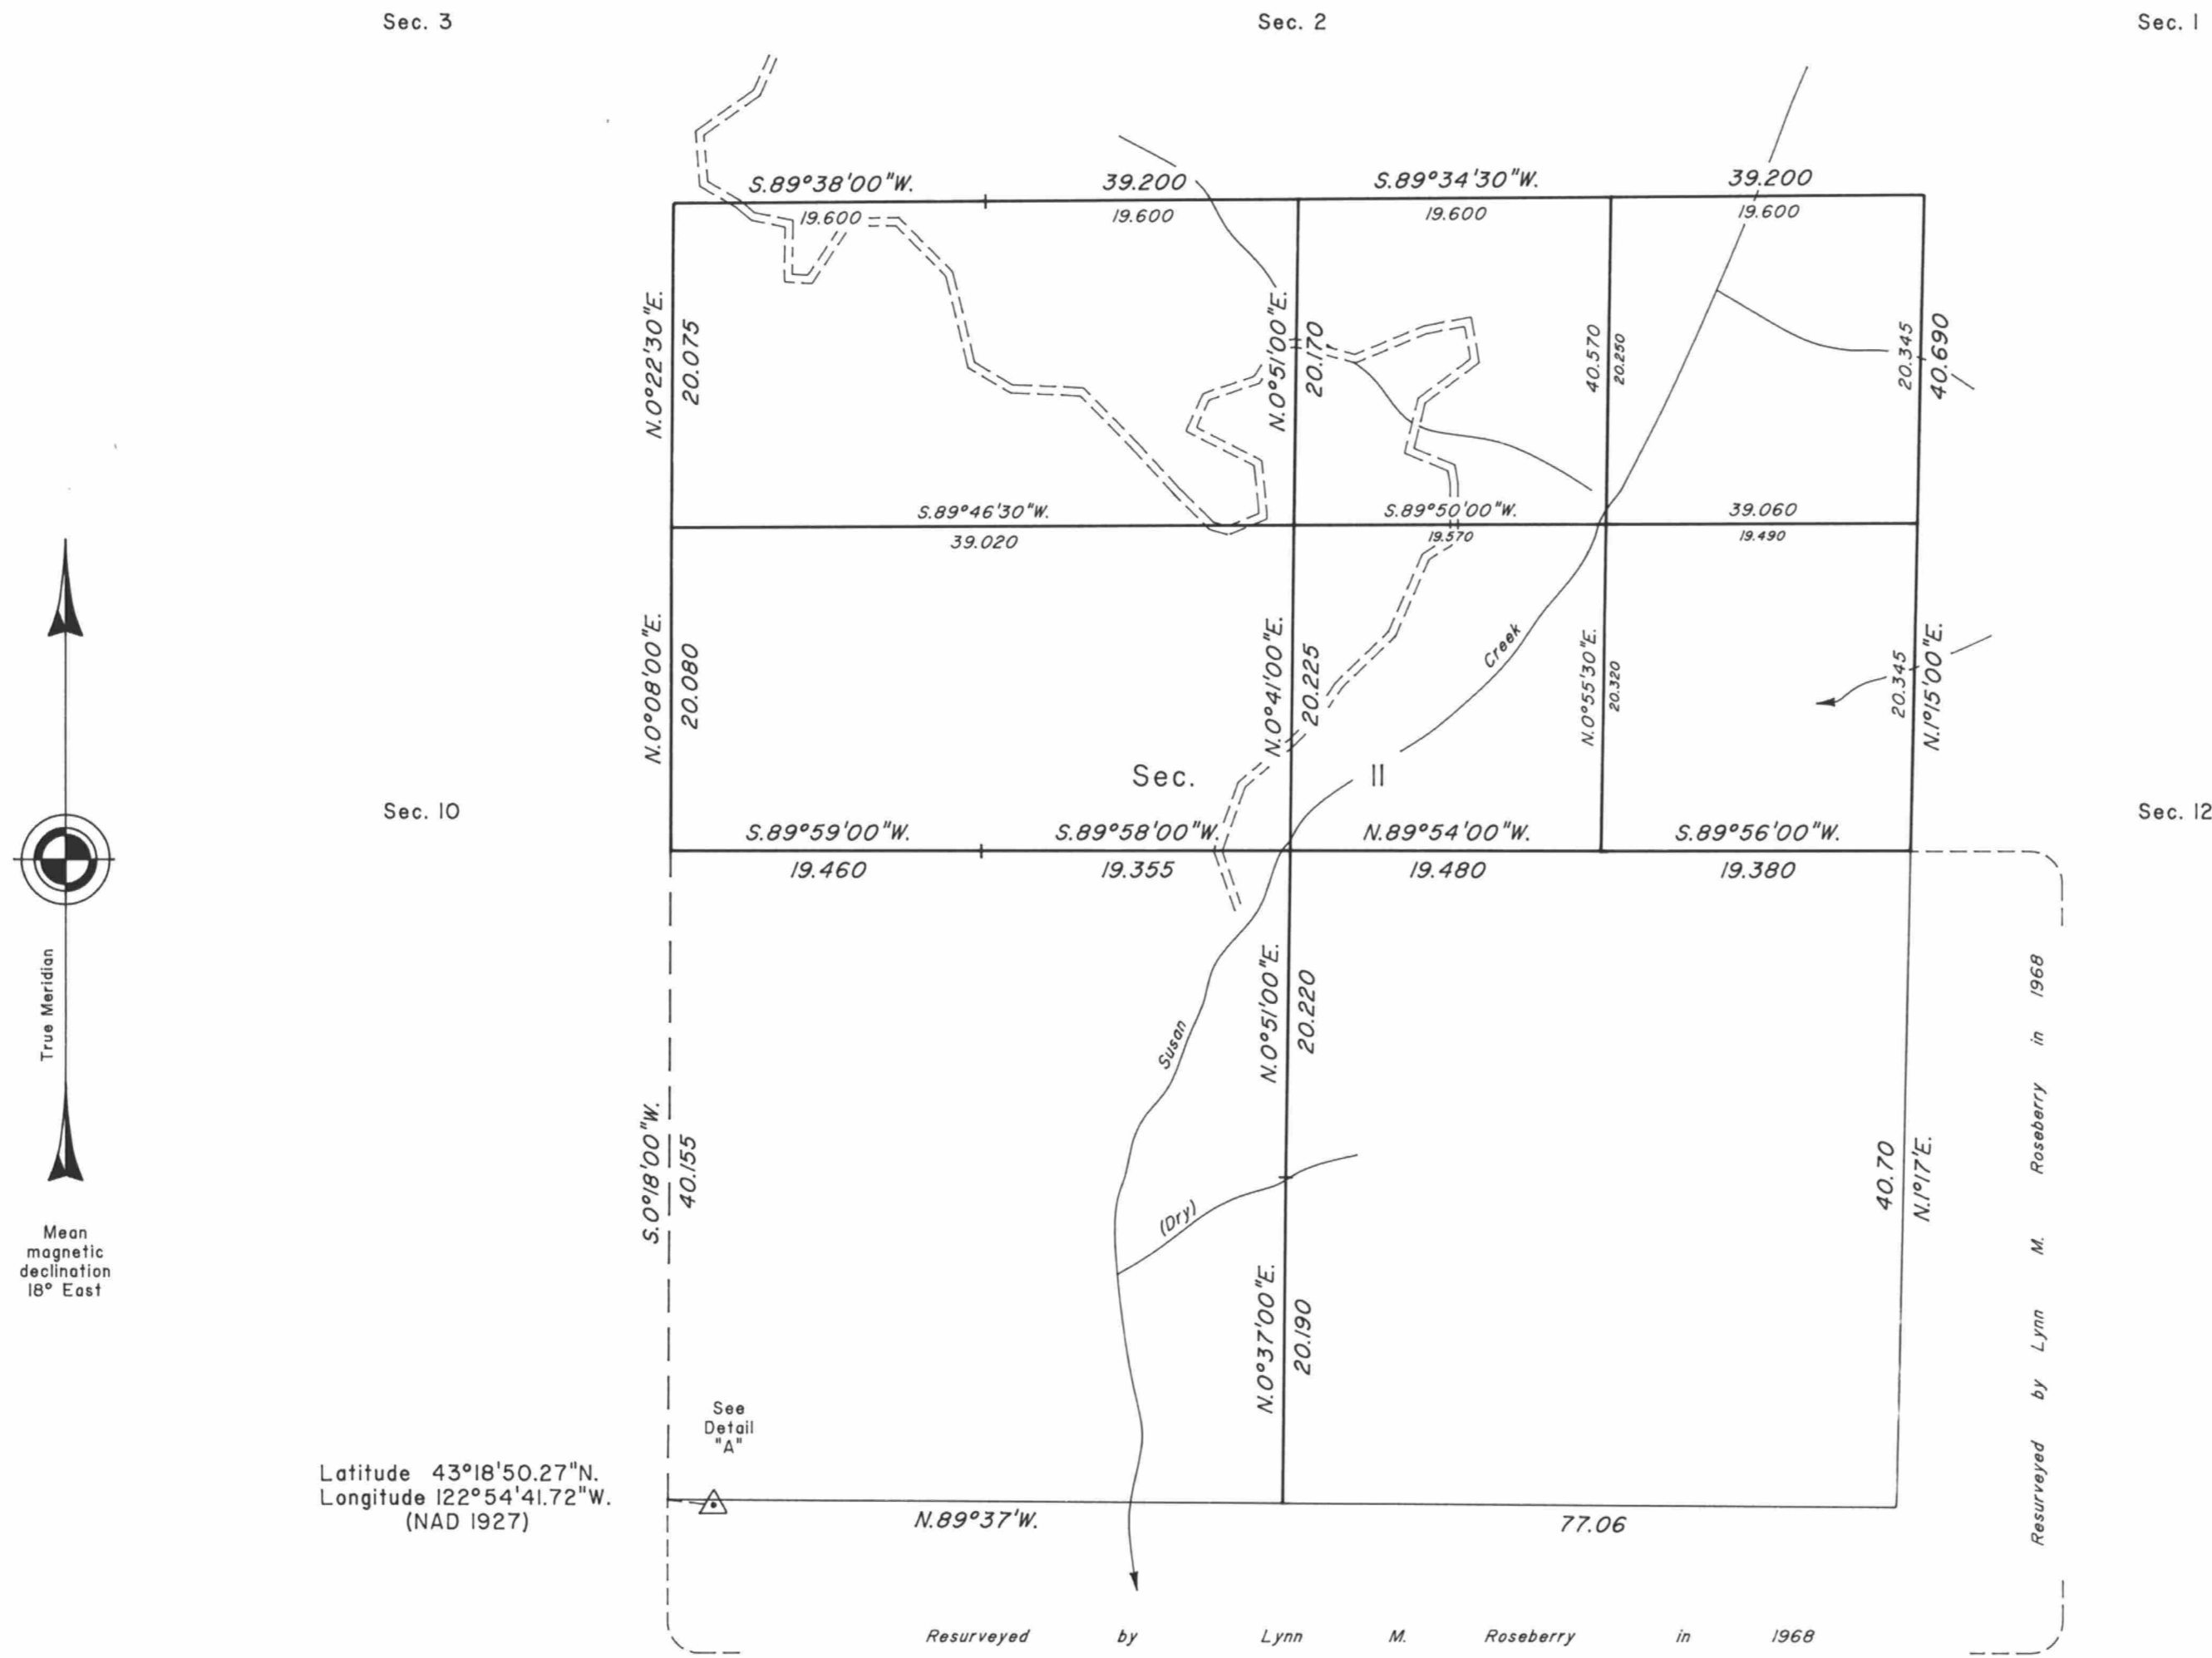 Sec. 3
Sec. 2
Sec. 1
S.89°38'00"W.
39.200
S.89°34'30"W.
39.200
19.600
19.600
19.600
19.600
N.0°22'30"E.
20.075
N.0°51'00"E.
20.170
40.570
20.250
20.345
40.690
S.89°46'30"W.
39.020
S.89°50'00"W.
19.570
39.060
19.490
N.0°08'00"E.
20.080
N.0°41'00"E.
20.225
Creek
N.0°55'30"E.
20.320
20.345
N.1°15'00"E.
Sec.
11
Sec. 10
Sec. 12
S.89°59'00"W.
S.89°58'00"W.
N.89°54'00"W.
S.89°56'00"W.
19.460
19.355
19.480
19.380
True Meridian
Mean
magnetic
declination
18° East
Susan
N.0°51'00"E.
20.220
S.0°18'00"W.
40.155
(Dry)
40.70
N.1°17'E.
N.0°37'00"E.
20.190
Resurveyed by Lynn M. Roseberry in 1968
See
Detail
"A"
Latitude 43°18'50.27"N.
Longitude 122°54'41.72"W.
(NAD 1927)
N.89°37'W.
77.06
Resurveyed by Lynn M. Roseberry in 1968